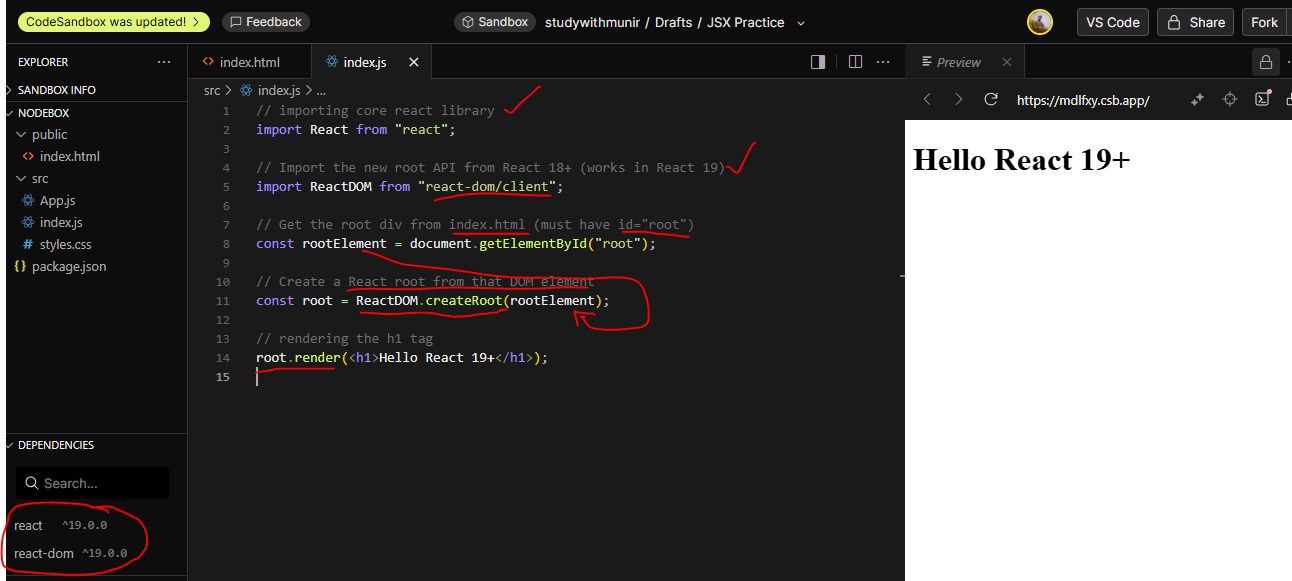 CodeSandbox was updated!
Feedback
Sandbox
studywithmunir / Drafts / JSX Practice
VS Code
Share
Fork
EXPLORER
SANDBOX INFO
NODEBOX
public
index.html
src
App.js
index.js
styles.css
package.json
DEPENDENCIES
Search...
react ^19.0.0
react-dom ^19.0.0
index.html
index.js
src > index.js > ...
1 // importing core react library
2 import React from "react";
3
4 // Import the new root API from React 18+ (works in React 19)
5 import ReactDOM from "react-dom/client";
6
7 // Get the root div from index.html (must have id="root")
8 const rootElement = document.getElementById("root");
9
10 // Create a React root from that DOM element
11 const root = ReactDOM.createRoot(rootElement);
12
13 // rendering the h1 tag
14 root.render(<h1>Hello React 19+</h1>);
15
Preview
https://mdlfxy.csb.app/
Hello React 19+